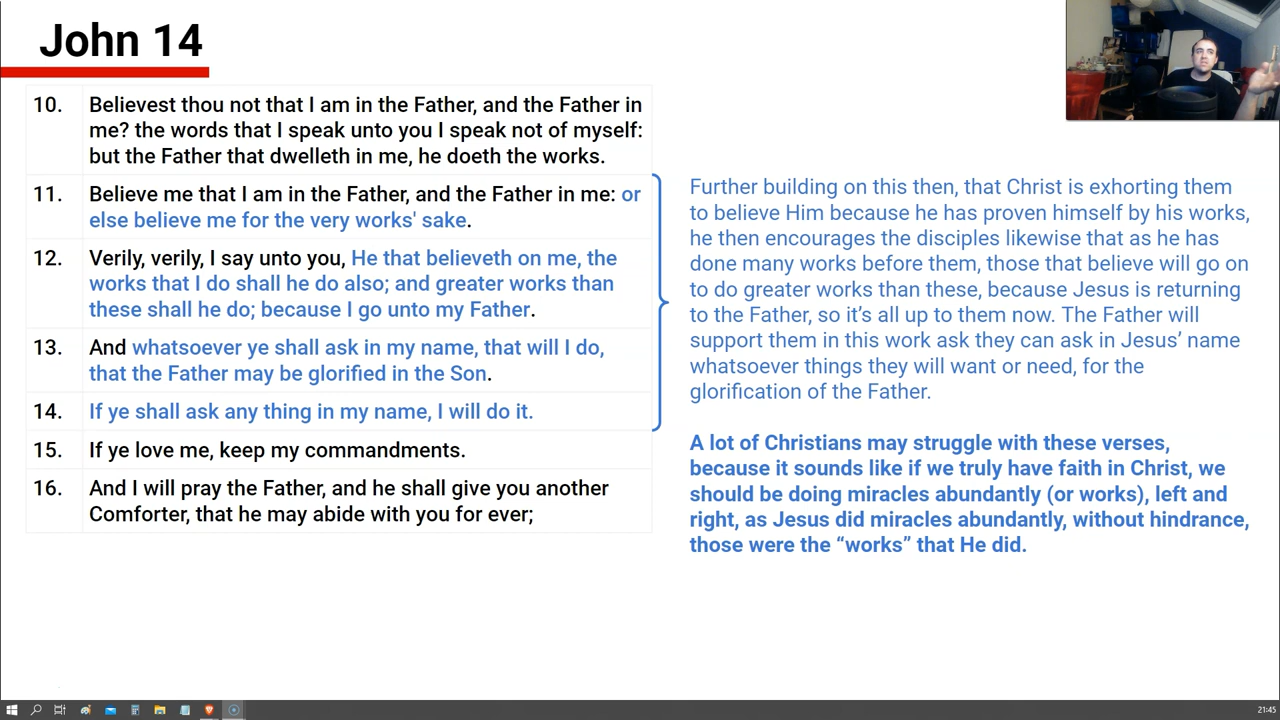 John 14
10. Believest thou not that I am in the Father, and the Father in
me? the words that I speak unto you I speak not of myself:
but the Father that dwelleth in me, he doeth the works.
11. Believe me that I am in the Father, and the Father in me: or
else believe me for the very works' sake.
12. Verily, verily, I say unto you, He that believeth on me, the
works that I do shall he do also; and greater works than
these shall he do; because I go unto my Father.
13. And whatsoever ye shall ask in my name, that will I do,
that the Father may be glorified in the Son.
14. If ye shall ask any thing in my name, I will do it.
15. If ye love me, keep my commandments.
16. And I will pray the Father, and he shall give you another
Comforter, that he may abide with you for ever;
Further building on this then, that Christ is exhorting them
to believe Him because he has proven himself by his works,
he then encourages the disciples likewise that as he has
done many works before them, those that believe will go on
to do greater works than these, because Jesus is returning
to the Father, so it’s all up to them now. The Father will
support them in this work ask they can ask in Jesus’ name
whatsoever things they will want or need, for the
glorification of the Father.
A lot of Christians may struggle with these verses,
because it sounds like if we truly have faith in Christ, we
should be doing miracles abundantly (or works), left and
right, as Jesus did miracles abundantly, without hindrance,
those were the “works” that He did.
21:45